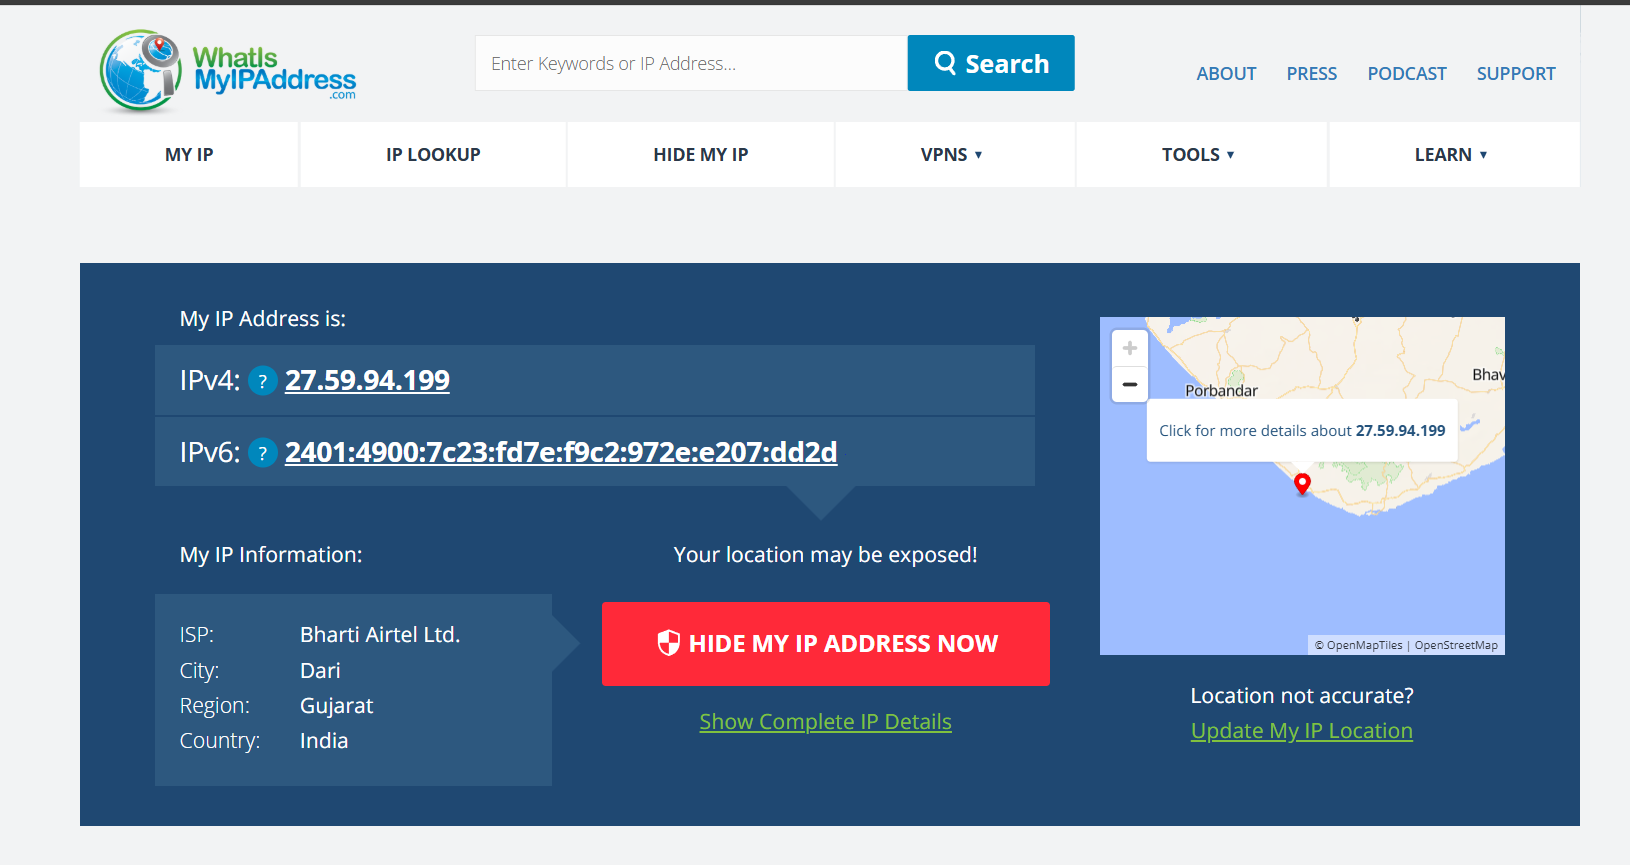 WhatIs
MyIPAddress
.com
Enter Keywords or IP Address...
Search
ABOUT PRESS PODCAST SUPPORT
MY IP IP LOOKUP HIDE MY IP VPNS ▼ TOOLS ▼ LEARN ▼
My IP Address is:
IPv4: ? 27.59.94.199
IPv6: ? 2401:4900:7c23:fd7e:f9c2:972e:e207:dd2d
My IP Information:
ISP: Bharti Airtel Ltd.
City: Dari
Region: Gujarat
Country: India
Your location may be exposed!
HIDE MY IP ADDRESS NOW
Show Complete IP Details
+
−
Bhav
Porbandar
Click for more details about 27.59.94.199
© OpenMapTiles | OpenStreetMap
Location not accurate?
Update My IP Location